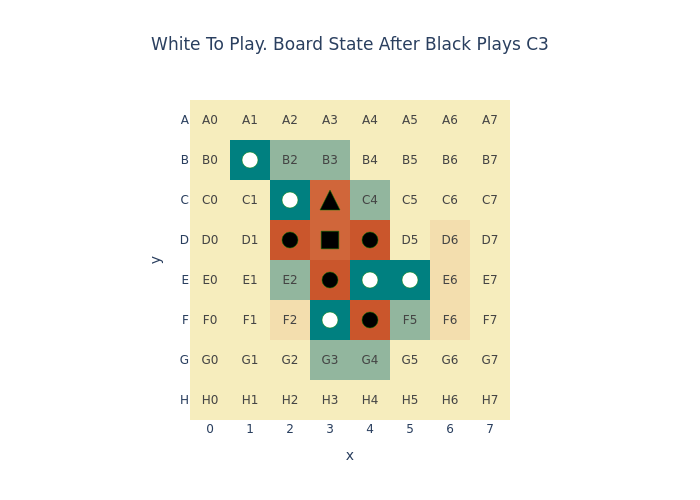 White To Play. Board State After Black Plays C3
A A0 A1 A2 A3 A4 A5 A6 A7
B B0 B2 B3 B4 B5 B6 B7
C C0 C1 C4 C5 C6 C7
D D0 D1 D5 D6 D7
E E0 E1 E2 E6 E7
F F0 F1 F2 F5 F6 F7
G G0 G1 G2 G3 G4 G5 G6 G7
H H0 H1 H2 H3 H4 H5 H6 H7
0 1 2 3 4 5 6 7
x
y